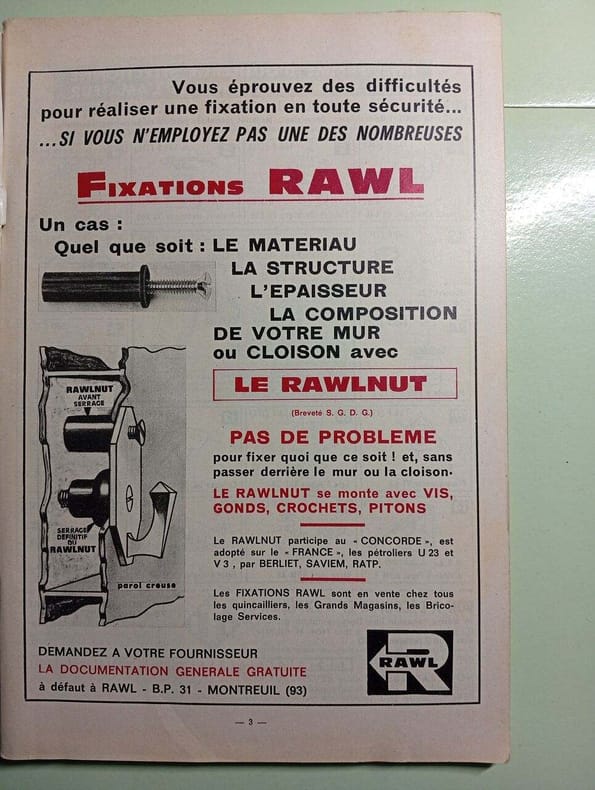 Vous éprouvez des difficultés
pour réaliser une fixation en toute sécurité...
...SI VOUS N'EMPLOYEZ PAS UNE DES NOMBREUSES
FIXATIONS RAWL
Un cas :
Quel que soit : LE MATERIAU
LA STRUCTURE
L'EPAISSEUR
LA COMPOSITION
DE VOTRE MUR
ou CLOISON avec
LE RAWLNUT
(Breveté S. G. D. G.)
PAS DE PROBLEME
pour fixer quoi que ce soit ! et, sans
passer derrière le mur ou la cloison.
LE RAWLNUT se monte avec VIS,
GONDS, CROCHETS, PITONS
RAWLNUT
AVANT
SERRAGE
SERRAGE
DEFINITIF
DU
RAWLNUT
paroi creuse
Le RAWLNUT participe au « CONCORDE », est
adopté sur le « FRANCE », les pétroliers U 23 et
V 3 , par BERLIET, SAVIEM, RATP.
Les FIXATIONS RAWL sont en vente chez tous
les quincailliers, les Grands Magasins, les Brico-
lage Services.
DEMANDEZ A VOTRE FOURNISSEUR
LA DOCUMENTATION GENERALE GRATUITE
à défaut à RAWL - B.P. 31 - MONTREUIL (93)
R
RAWL
— 3 —